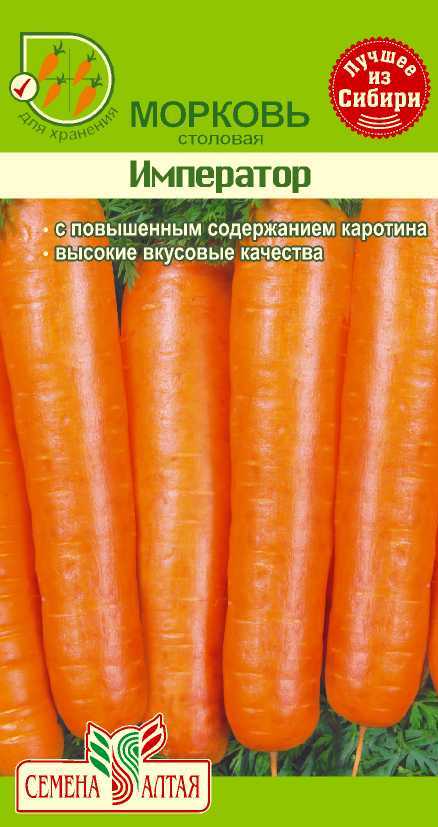 для хранения
МОРКОВЬ
столовая
Лучшее
из
Сибири
Император
• с повышенным содержанием каротина
• высокие вкусовые качества
СЕМЕНА АЛТАЯ